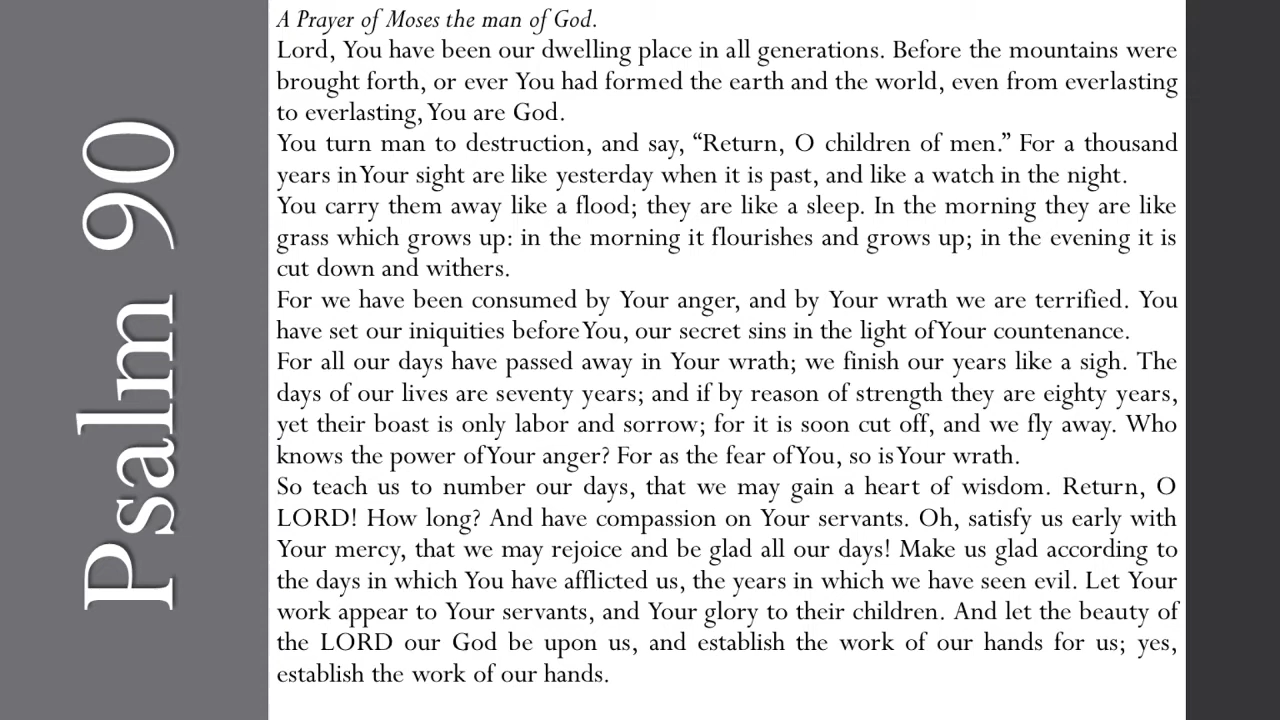 Psalm 90
A Prayer of Moses the man of God.
Lord, You have been our dwelling place in all generations. Before the mountains were
brought forth, or ever You had formed the earth and the world, even from everlasting
to everlasting, You are God.
You turn man to destruction, and say, “Return, O children of men.” For a thousand
years in Your sight are like yesterday when it is past, and like a watch in the night.
You carry them away like a flood; they are like a sleep. In the morning they are like
grass which grows up: in the morning it flourishes and grows up; in the evening it is
cut down and withers.
For we have been consumed by Your anger, and by Your wrath we are terrified. You
have set our iniquities before You, our secret sins in the light of Your countenance.
For all our days have passed away in Your wrath; we finish our years like a sigh. The
days of our lives are seventy years; and if by reason of strength they are eighty years,
yet their boast is only labor and sorrow; for it is soon cut off, and we fly away. Who
knows the power of Your anger? For as the fear of You, so is Your wrath.
So teach us to number our days, that we may gain a heart of wisdom. Return, O
LORD! How long? And have compassion on Your servants. Oh, satisfy us early with
Your mercy, that we may rejoice and be glad all our days! Make us glad according to
the days in which You have afflicted us, the years in which we have seen evil. Let Your
work appear to Your servants, and Your glory to their children. And let the beauty of
the LORD our God be upon us, and establish the work of our hands for us; yes,
establish the work of our hands.